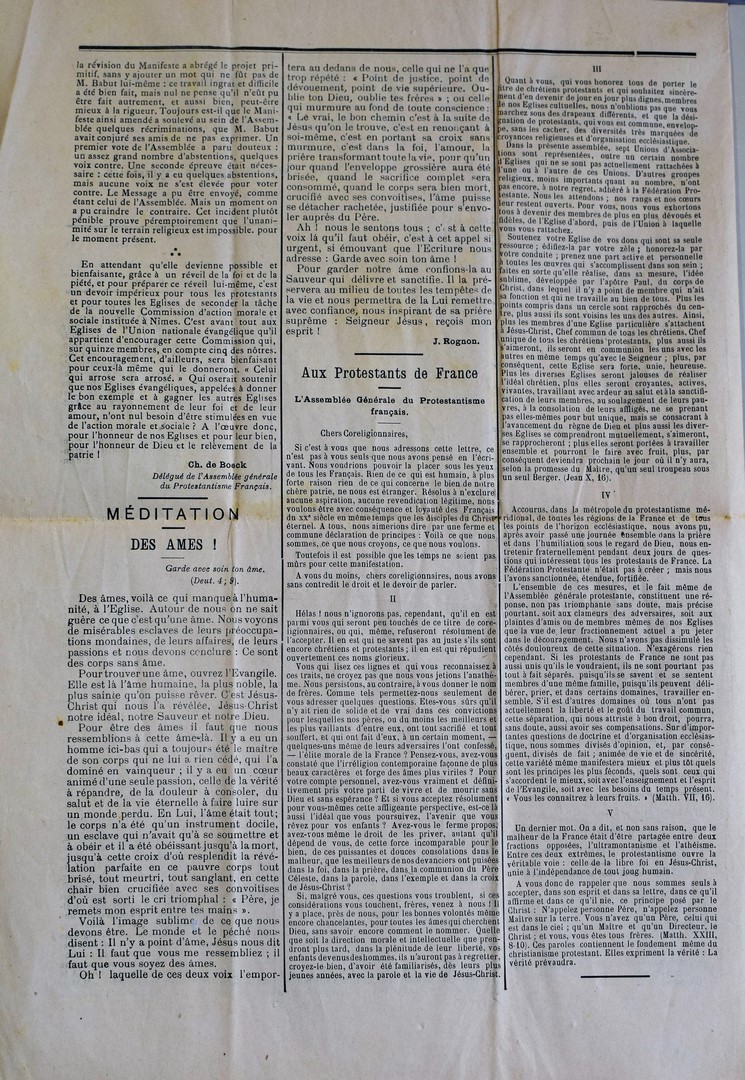 la révision du Manifeste a abrégé le projet pri-
mitif, sans y ajouter un mot qui ne fût pas de
M. Babut lui-même : ce travail ingrat et difficile
a été bien fait, mais nul ne pense qu'il n'eût pu
être fait autrement, et aussi bien, peut-être
mieux à la rigueur. Toujours est-il que le Mani-
feste ainsi amendé a soulevé au sein de l'Assem-
blée quelques récriminations, que M. Babut
avait conjuré ses amis de ne pas exprimer. Un
premier vote de l'Assemblée a paru douteux :
un assez grand nombre d'abstentions, quelques
voix contre. Une seconde épreuve était néces-
saire : cette fois, il y a eu quelques abstentions,
mais aucune voix ne s'est élevée pour voter
contre. Le Message a pu être envoyé, comme
étant celui de l'Assemblée. Mais un moment on
a pu craindre le contraire. Cet incident plutôt
pénible prouve péremptoirement que l'unani-
mité sur le terrain religieux est impossible, pour
le moment présent.
En attendant qu'elle devienne possible et
bienfaisante, grâce à un réveil de la foi et de la
piété, et pour préparer ce réveil lui-même, c'est
un devoir impérieux pour tous les protestants
et pour toutes les Eglises de seconder la tâche
de la nouvelle Commission d'action morale et
sociale instituée à Nîmes. C'est avant tout aux
Eglises de l'Union nationale évangélique qu'il
appartient d'encourager cette Commission qui,
sur quinze membres, en compte cinq des nôtres.
Cet encouragement, d'ailleurs, sera bienfaisant
pour ceux-là même qui le donneront. « Celui
qui arrose sera arrosé. » Qui oserait soutenir
que nos Eglises évangéliques, appelées à donner
le bon exemple et à gagner les autres Eglises
grâce au rayonnement de leur foi et de leur
amour, n'ont nul besoin d'être stimulées en vue
de l'action morale et sociale ? A l'œuvre donc,
pour l'honneur de nos Eglises et pour leur bien,
pour l'honneur de Dieu et le relèvement de la
patrie !
Ch. de Boeck
Délégué de l'Assemblée générale
du Protestantisme Français.
MÉDITATION
DES AMES !
Garde avec soin ton âme.
(Deut. 4 ; 9).
Des âmes, voilà ce qui manque à l'huma-
nité, à l'Eglise. Autour de nous on ne sait
guère ce que c'est qu'une âme. Nous voyons
de misérables esclaves de leurs préoccupa-
tions mondaines, de leurs affaires, de leurs
passions et nous devons conclure : Ce sont
des corps sans âme.
Pour trouver une âme, ouvrez l'Evangile.
Elle est là l'âme humaine, la plus noble, la
plus sainte qu'on puisse rêver. C'est Jésus-
Christ qui nous l'a révélée, Jésus-Christ
notre idéal, notre Sauveur et notre Dieu.
Pour être des âmes il faut que nous
ressemblions à cette âme-là. Il y a eu un
homme ici-bas qui a toujours été le maître
de son corps qui ne lui a rien cédé, qui l'a
dominé en vainqueur ; il y a eu un cœur
animé d'une seule passion, celle de la vérité
à répandre, de la douleur à consoler, du
salut et de la vie éternelle à faire luire sur
un monde perdu. En Lui, l'âme était tout ;
le corps n'a été qu'un instrument docile,
un esclave qui n'avait qu'à se soumettre et
à obéir et il a été obéissant jusqu'à la mort,
jusqu'à cette croix d'où resplendit la révé-
lation parfaite en ce pauvre corps tout
brisé, tout meurtri, tout sanglant, en cette
chair bien crucifiée avec ses convoitises
d'où est sorti le cri triomphal : « Père, je
remets mon esprit entre tes mains ».
Voilà l'image sublime de ce que nous
devons être. Le monde et le péché nous
disent : Il n'y a point d'âme, Jésus nous dit
Lui : Il faut que vous me ressembliez ; il
faut que vous soyez des âmes.
Oh ! laquelle de ces deux voix l'empor-
tera au dedans de nous, celle qui ne l'a que
trop répété : « Point de justice, point de
dévouement, point de vie supérieure. Ou-
blie ton Dieu, oublie tes frères » ; ou celle
qui murmure au fond de toute conscience :
« Le vrai, le bon chemin c'est à la suite de
Jésus qu'on le trouve, c'est en renonçant à
soi-même, c'est en portant sa croix sans
murmure, c'est dans la foi, l'amour, la
prière transformant toute la vie, pour qu'un
jour quand l'enveloppe grossière aura été
brisée, quand le sacrifice complet sera
consommé, quand le corps sera bien mort,
crucifié avec ses convoitises, l'âme puisse
se détacher rachetée, justifiée pour s'envo-
ler auprès du Père.
Ah ! nous le sentons tous ; c'est à cette
voix là qu'il faut obéir, c'est à cet appel si
urgent, si émouvant que l'Ecriture nous
adresse : Garde avec soin ton âme !
Pour garder notre âme confions-la au
Sauveur qui délivre et sanctifie. Il la pré-
servera au milieu de toutes les tempêtes de
la vie et nous permettra de La Lui remettre
avec confiance, nous inspirant de sa prière
suprême : Seigneur Jésus, reçois mon
esprit !
J. Rognon.
Aux Protestants de France
L'Assemblée Générale du Protestantisme
français.
Chers Coreligionnaires,
Si c'est à vous que nous adressons cette lettre, ce
n'est pas à vous seuls que nous avons pensé en l'écri-
vant. Nous voudrions pouvoir la placer sous les yeux
de tous les Français. Rien de ce qui est humain, à plus
forte raison rien de ce qui concerne le bien de notre
chère patrie, ne nous est étranger. Résolus à n'exclure
aucune aspiration, aucune revendication légitime, nous
voulons être avec conséquence et loyauté des Français
du XXe siècle en même temps que les disciples du Christ
éternel. A tous, nous aimerions dire par une ferme et
commune déclaration de principes : Voilà ce que nous
sommes, ce que nous croyons, ce que nous voulons.
Toutefois il est possible que les temps ne soient pas
mûrs pour cette manifestation.
A vous du moins, chers coreligionnaires, nous avons
sans contredit le droit et le devoir de parler.
II
Hélas ! nous n'ignorons pas, cependant, qu'il en est
parmi vous qui seront peu touchés de ce titre de core-
ligionnaires, ou qui, même, refuseront résolument de
l'accepter. Il en est qui ne savent pas au juste s'ils sont
encore chrétiens et protestants ; il en est qui répudient
ouvertement ces noms glorieux.
Vous qui lisez ces lignes et qui vous reconnaissez à
ces traits, ne croyez pas que nous vous jetions l'anathè-
me. Nous persistons, au contraire, à vous donner le nom
de frères. Comme tels permettez-nous seulement de
vous adresser quelques questions. Etes-vous sûrs qu'il
n'y ait rien de solide et de vrai dans ces convictions
pour lesquelles nos pères, ou du moins les meilleurs et
les plus vaillants d'entre eux, ont tout sacrifié et tout
souffert, et qui ont fait d'eux, à un certain moment, —
quelques-uns même de leurs adversaires l'ont confessé,
— l'élite morale de la France ? Pensez-vous, avez-vous
constaté que l'irréligion contemporaine façonne de plus
beaux caractères et forge des âmes plus viriles ? Pour
votre compte personnel, avez-vous vraiment et défini-
tivement pris votre parti de vivre et de mourir sans
Dieu et sans espérance ? Et si vous acceptez résolument
pour vous-mêmes cette affligeante perspective, est-ce là
aussi l'idéal que vous poursuivez, l'avenir que vous
rêvez pour vos enfants ? Avez-vous le ferme propos,
avez-vous même le droit de les priver, autant qu'il
dépend de vous, de cette force incomparable pour le
bien, de ces puissantes et douces consolations dans le
malheur, que les meilleurs de nos devanciers ont puisées
dans la foi, dans la prière, dans la communion du Père
Céleste, dans la parole, dans l'exemple et dans la croix
de Jésus-Christ ?
Si, malgré vous, ces questions vous troublent, si ces
considérations vous touchent, frères, venez à nous ! Il
y a place, près de nous, pour les bonnes volontés même
encore chancelantes, pour toutes les âmes qui cherchent
Dieu, sans savoir encore comment le nommer. Quelle
que soit la direction morale et intellectuelle que pren-
dront plus tard, dans la plénitude de leur liberté, vos
enfants devenus des hommes, ils n'auront pas à regretter,
croyez-le bien, d'avoir été familiarisés, dès leurs plus
jeunes années, avec la parole et la vie de Jésus-Christ.
III
Quant à vous, qui vous honorez tous de porter le
titre de chrétiens protestants et qui souhaitez sincère-
ment d'en devenir de jour en jour plus dignes, membres
de nos Eglises cultuelles, nous n'oublions pas que vous
marchez sous des drapeaux différents, et que la dési-
gnation de protestants, qui vous est commune, envelop-
pe, sans les cacher, des diversités très marquées de
croyances religieuses et d'organisation ecclésiastique.
Dans la présente assemblée, sept Unions d'Associa-
tions sont représentées, outre un certain nombre
d'Eglises qui ne se sont pas actuellement rattachées à
l'une ou à l'autre de ces Unions. D'autres groupes
religieux, moins importants quant au nombre, n'ont
pas encore, à notre regret, adhéré à la Fédération Pro-
testante. Nous les attendons ; nos rangs et nos cœurs
leur restent ouverts. Pour vous, nous vous exhortons
tous à devenir des membres de plus en plus dévoués et
fidèles, de l'Eglise d'abord, puis de l'Union à laquelle
vous vous rattachez.
Soutenez votre Eglise de vos dons qui sont sa seule
ressource ; édifiez-la par votre zèle ; honorez-la par
votre conduite ; prenez une part active et personnelle
à toutes les œuvres qui s'accomplissent dans son sein ;
faites en sorte qu'elle réalise, dans sa mesure, l'idée
sublime, développée par l'apôtre Paul, du corps de
Christ, dans lequel il n'y a point de membre qui n'ait
sa fonction et qui ne travaille au bien de tous. Plus les
points compris dans un cercle sont rapprochés du cen-
tre, plus aussi ils sont voisins les uns des autres. Ainsi,
plus les membres d'une Eglise particulière s'attachent
à Jésus-Christ, Chef commun de tous les chrétiens, Chef
unique de tous les chrétiens protestants, plus aussi ils
s'aimeront, ils seront en communion les uns avec les
autres en même temps qu'avec le Seigneur ; plus, par
conséquent, cette Eglise sera forte, unie, heureuse.
Plus les diverses Eglises seront jalouses de réaliser
l'idéal chrétien, plus elles seront croyantes, actives,
vivantes, travaillant avec ardeur au salut et à la sanctifi-
cation de leurs membres, au soulagement de leurs pau-
vres, à la consolation de leurs affligés, ne se prenant
pas elles-mêmes pour but unique, mais se consacrant à
l'avancement du règne de Dieu et plus aussi les diver-
ses Eglises se comprendront mutuellement, s'aimeront,
se rapprocheront ; plus elles seront portées à travailler
ensemble et pourront le faire avec fruit, plus, par
conséquent deviendra prochain le jour où il n'y aura,
selon la promesse du Maître, qu'un seul troupeau sous
un seul Berger. (Jean X, 16).
IV
Accourus, dans la métropole du protestantisme mé-
ridional, de toutes les régions de la France et de tous
les points de l'horizon ecclésiastique, nous avons pu,
après avoir passé une journée ensemble dans la prière
et dans l'humiliation sous le regard de Dieu, nous en-
tretenir fraternellement pendant deux jours de ques-
tions qui intéressent tous les protestants de France. La
Fédération Protestante n'était pas à créer ; mais nous
l'avons sanctionnée, étendue, fortifiée.
L'ensemble de ces mesures, et le fait même de
l'Assemblée générale protestante, constituent une ré-
ponse, non pas triomphante sans doute, mais précise
pourtant, soit aux clameurs des adversaires, soit aux
plaintes d'amis ou de membres mêmes de nos Eglises
que la vue de leur fractionnement actuel a pu jeter
dans le découragement. Nous n'avons pas dissimulé les
côtés douloureux de cette situation. N'exagérons rien
cependant. Si les protestants de France ne sont pas
aussi unis qu'ils le voudraient, ils ne sont pourtant pas
tout à fait séparés, puisqu'ils se savent et se sentent
membres d'une même famille, puisqu'ils peuvent déli-
bérer, prier, et dans certains domaines, travailler en-
semble. S'il est d'autres domaines où tous n'ont pas
actuellement la liberté et le goût du travail commun,
cette séparation, qui nous attriste à bon droit, pourra,
sans doute, aussi avoir ses compensations. Sur d'impor-
tantes questions de doctrine et d'organisation ecclésias-
tique, nous sommes divisés d'opinion, et, par consé-
quent, divisés de fait ; animée de vie et de sincérité,
cette variété même manifestera mieux et plus tôt quels
sont les principes les plus féconds, quels sont ceux qui
s'accordent le mieux, soit avec l'enseignement et l'esprit
de l'Evangile, soit avec les besoins du temps présent.
« Vous les connaîtrez à leurs fruits. » (Matth. VII, 16).
V
Un dernier mot. On a dit, et non sans raison, que le
malheur de la France était d'être partagée entre deux
fractions opposées, l'ultramontanisme et l'athéisme.
Entre ces deux extrêmes, le protestantisme ouvre la
véritable voie : celle de la libre foi en Jésus-Christ,
unie à l'indépendance de tout joug humain.
A vous donc de rappeler que nous sommes seuls à
accepter, dans son esprit et dans sa lettre, dans ce qu'il
affirme et dans ce qu'il nie, ce principe posé par le
Christ : N'appelez personne Père, n'appelez personne
Maître sur la terre. Vous n'avez qu'un Père, celui qui
est dans le ciel ; qu'un Maître et qu'un Directeur, le
Christ ; et vous, vous êtes tous frères. (Matth. XXIII,
8-10). Ces paroles contiennent le fondement même du
christianisme protestant. Elles expriment la vérité : La
vérité prévaudra.